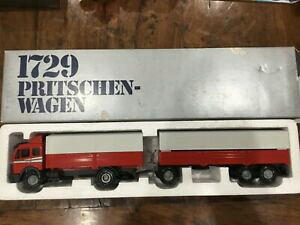 1729
PRITSCHEN-
WAGEN